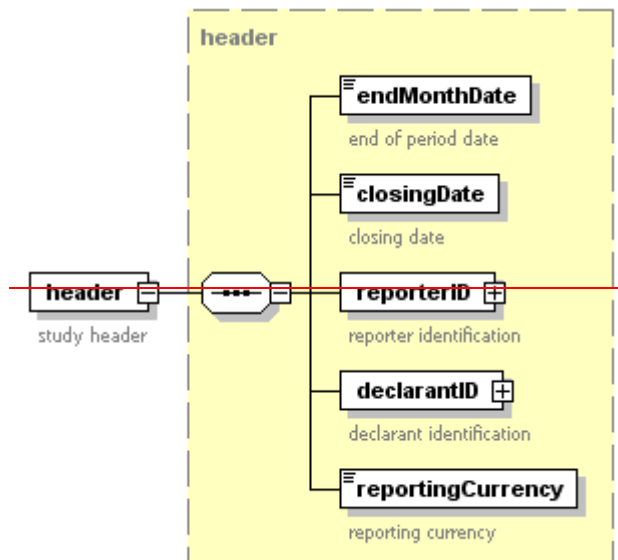 header
endMonthDate
end of period date
closingDate
closing date
header
reporterID
study header
reporter identification
declarantID
declarant identification
reportingCurrency
reporting currency